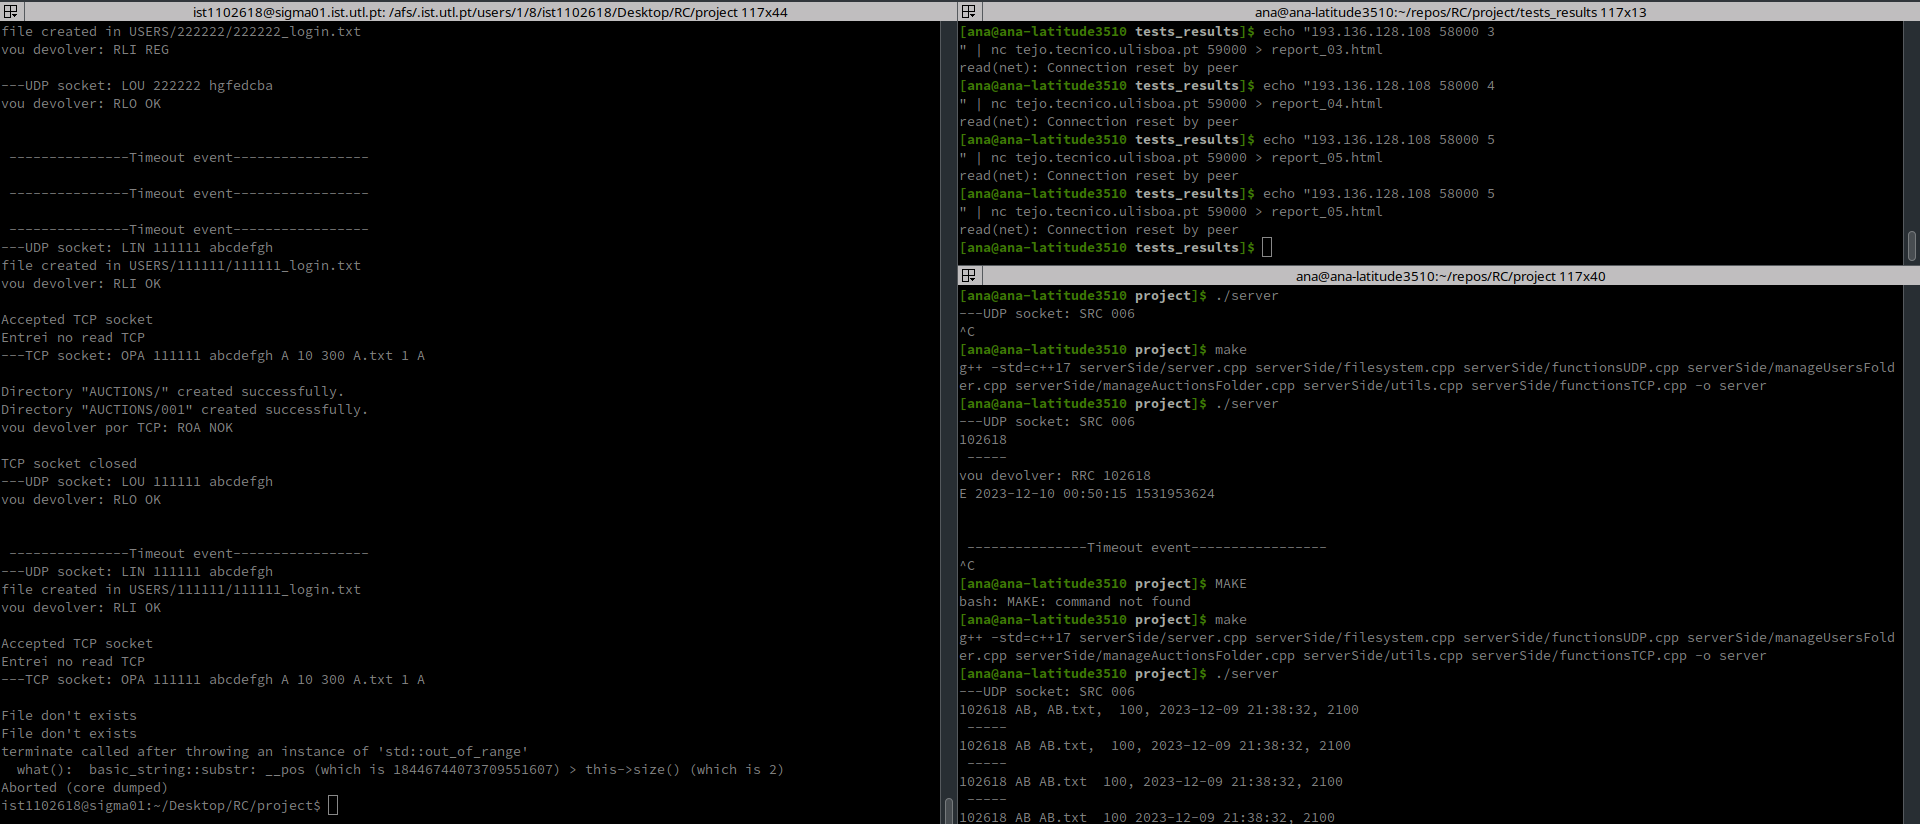 ist1102618@sigma01.ist.utl.pt: /afs/.ist.utl.pt/users/1/8/ist1102618/Desktop/RC/project 117x44
file created in USERS/222222/222222_login.txt
vou devolver: RLI REG
---UDP socket: LOU 222222 hgfedcba
vou devolver: RLO OK
---------------Timeout event-----------------
---------------Timeout event-----------------
---------------Timeout event-----------------
---UDP socket: LIN 111111 abcdefgh
file created in USERS/111111/111111_login.txt
vou devolver: RLI OK
Accepted TCP socket
Entrei no read TCP
---TCP socket: OPA 111111 abcdefgh A 10 300 A.txt 1 A
Directory "AUCTIONS/" created successfully.
Directory "AUCTIONS/001" created successfully.
vou devolver por TCP: ROA NOK
TCP socket closed
---UDP socket: LOU 111111 abcdefgh
vou devolver: RLO OK
---------------Timeout event-----------------
---UDP socket: LIN 111111 abcdefgh
file created in USERS/111111/111111_login.txt
vou devolver: RLI OK
Accepted TCP socket
Entrei no read TCP
---TCP socket: OPA 111111 abcdefgh A 10 300 A.txt 1 A
File don't exists
File don't exists
terminate called after throwing an instance of 'std::out_of_range'
what():  basic_string::substr: __pos (which is 18446744073709551607) > this->size() (which is 2)
Aborted (core dumped)
ist1102618@sigma01:~/Desktop/RC/project$
ana@ana-latitude3510:~/repos/RC/project/tests_results 117x13
[ana@ana-latitude3510 tests_results]$ echo "193.136.128.108 58000 3
" | nc tejo.tecnico.ulisboa.pt 59000 > report_03.html
read(net): Connection reset by peer
[ana@ana-latitude3510 tests_results]$ echo "193.136.128.108 58000 4
" | nc tejo.tecnico.ulisboa.pt 59000 > report_04.html
read(net): Connection reset by peer
[ana@ana-latitude3510 tests_results]$ echo "193.136.128.108 58000 5
" | nc tejo.tecnico.ulisboa.pt 59000 > report_05.html
read(net): Connection reset by peer
[ana@ana-latitude3510 tests_results]$ echo "193.136.128.108 58000 5
" | nc tejo.tecnico.ulisboa.pt 59000 > report_05.html
read(net): Connection reset by peer
[ana@ana-latitude3510 tests_results]$
ana@ana-latitude3510:~/repos/RC/project 117x40
[ana@ana-latitude3510 project]$ ./server
---UDP socket: SRC 006
^C
[ana@ana-latitude3510 project]$ make
g++ -std=c++17 serverSide/server.cpp serverSide/filesystem.cpp serverSide/functionsUDP.cpp serverSide/manageUsersFold
er.cpp serverSide/manageAuctionsFolder.cpp serverSide/utils.cpp serverSide/functionsTCP.cpp -o server
[ana@ana-latitude3510 project]$ ./server
---UDP socket: SRC 006
102618
-----
vou devolver: RRC 102618
E 2023-12-10 00:50:15 1531953624
---------------Timeout event-----------------
^C
[ana@ana-latitude3510 project]$ MAKE
bash: MAKE: command not found
[ana@ana-latitude3510 project]$ make
g++ -std=c++17 serverSide/server.cpp serverSide/filesystem.cpp serverSide/functionsUDP.cpp serverSide/manageUsersFold
er.cpp serverSide/manageAuctionsFolder.cpp serverSide/utils.cpp serverSide/functionsTCP.cpp -o server
[ana@ana-latitude3510 project]$ ./server
---UDP socket: SRC 006
102618 AB, AB.txt,  100, 2023-12-09 21:38:32, 2100
-----
102618 AB AB.txt,  100, 2023-12-09 21:38:32, 2100
-----
102618 AB AB.txt  100, 2023-12-09 21:38:32, 2100
-----
102618 AB AB.txt  100 2023-12-09 21:38:32, 2100